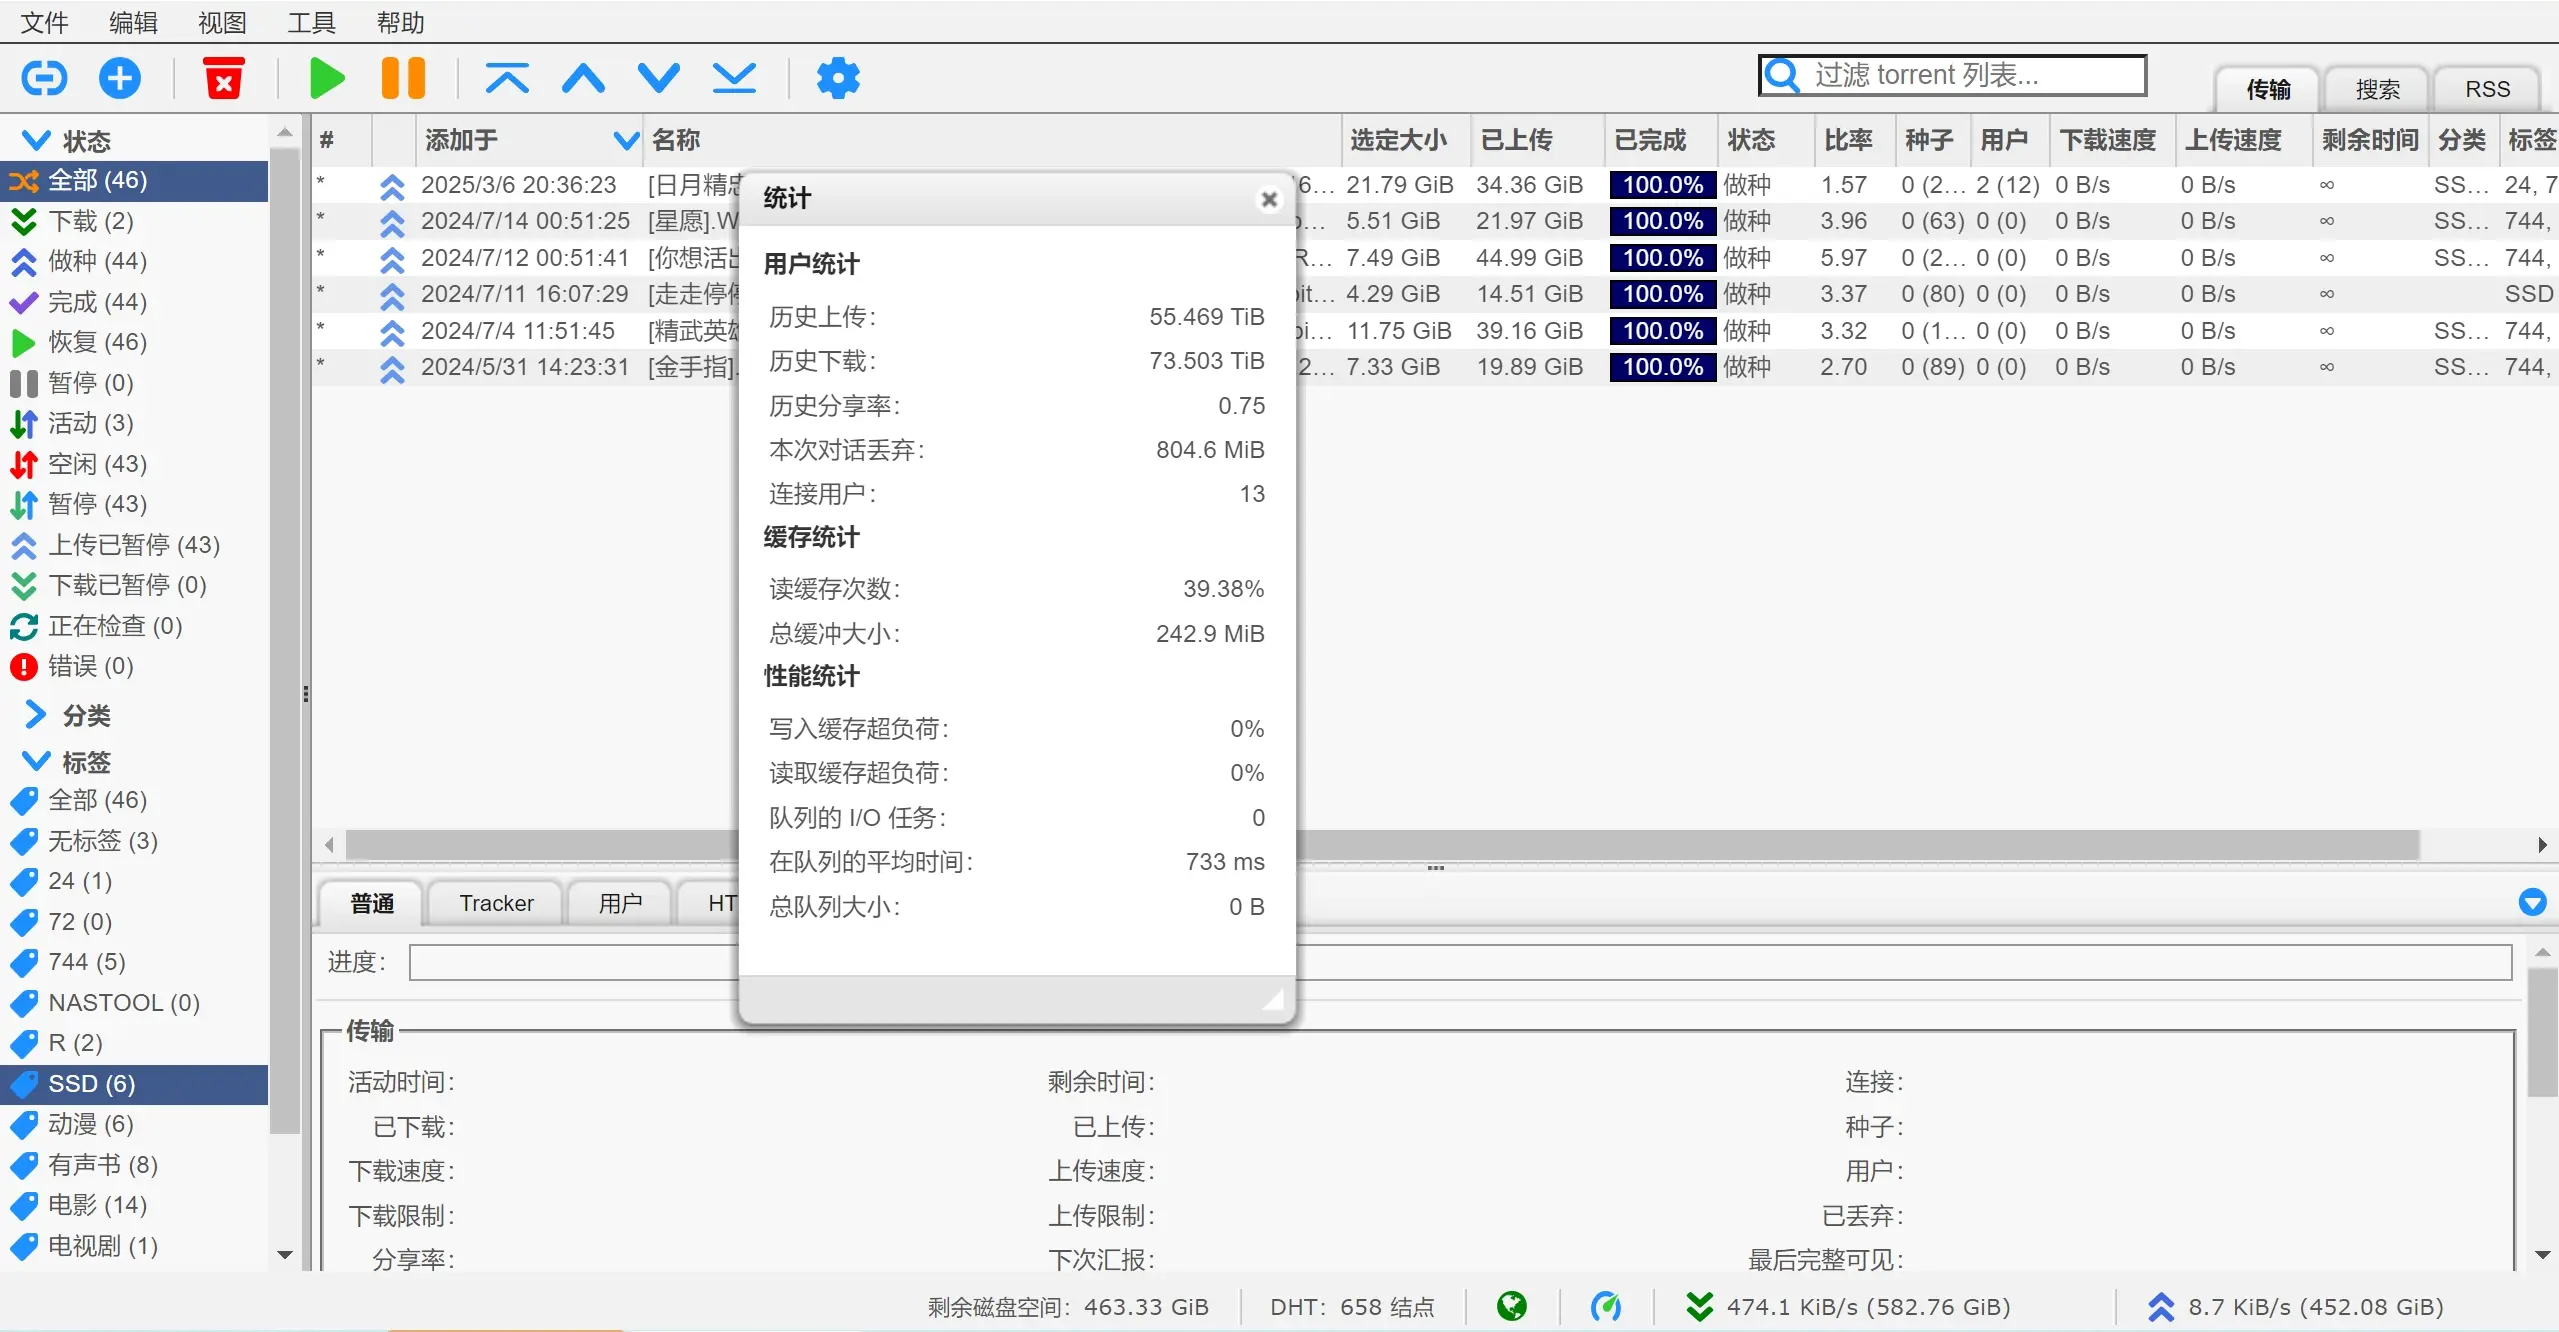 文件 编辑 视图 工具 帮助
过滤 torrent 列表...
传输 搜索 RSS
状态
全部 (46)
下载 (2)
做种 (44)
完成 (44)
恢复 (46)
暂停 (0)
活动 (3)
空闲 (43)
暂停 (43)
上传已暂停 (43)
下载已暂停 (0)
正在检查 (0)
错误 (0)
分类
标签
全部 (46)
无标签 (3)
24 (1)
72 (0)
744 (5)
NASTOOL (0)
R (2)
SSD (6)
动漫 (6)
有声书 (8)
电影 (14)
电视剧 (1)
# 添加于 名称 选定大小 已上传 已完成 状态 比率 种子 用户 下载速度 上传速度 剩余时间 分类 标签
* 2025/3/6 20:36:23 [日月精忠 6... 21.79 GiB 34.36 GiB 100.0% 做种 1.57 0 (2... 2 (12) 0 B/s 0 B/s ∞ SS... 24, 7
* 2024/7/14 00:51:25 [星愿].W o... 5.51 GiB 21.97 GiB 100.0% 做种 3.96 0 (63) 0 (0) 0 B/s 0 B/s ∞ SS... 744,
* 2024/7/12 00:51:41 [你想活出 R... 7.49 GiB 44.99 GiB 100.0% 做种 5.97 0 (2... 0 (0) 0 B/s 0 B/s ∞ SS... 744,
* 2024/7/11 16:07:29 [走走停停 bit... 4.29 GiB 14.51 GiB 100.0% 做种 3.37 0 (80) 0 (0) 0 B/s 0 B/s ∞ SSD
* 2024/7/4 11:51:45 [精武英雄 bi... 11.75 GiB 39.16 GiB 100.0% 做种 3.32 0 (1... 0 (0) 0 B/s 0 B/s ∞ SS... 744,
* 2024/5/31 14:23:31 [金手指]. 2... 7.33 GiB 19.89 GiB 100.0% 做种 2.70 0 (89) 0 (0) 0 B/s 0 B/s ∞ SS... 744,
统计
用户统计
历史上传: 55.469 TiB
历史下载: 73.503 TiB
历史分享率: 0.75
本次对话丢弃: 804.6 MiB
连接用户: 13
缓存统计
读缓存次数: 39.38%
总缓冲大小: 242.9 MiB
性能统计
写入缓存超负荷: 0%
读取缓存超负荷: 0%
队列的 I/O 任务: 0
在队列的平均时间: 733 ms
总队列大小: 0 B
普通 Tracker 用户 HT
进度:
传输
活动时间: 剩余时间: 连接:
已下载: 已上传: 种子:
下载速度: 上传速度: 用户:
下载限制: 上传限制: 已丢弃:
分享率: 下次汇报: 最后完整可见:
剩余磁盘空间: 463.33 GiB DHT: 658 结点 474.1 KiB/s (582.76 GiB) 8.7 KiB/s (452.08 GiB)